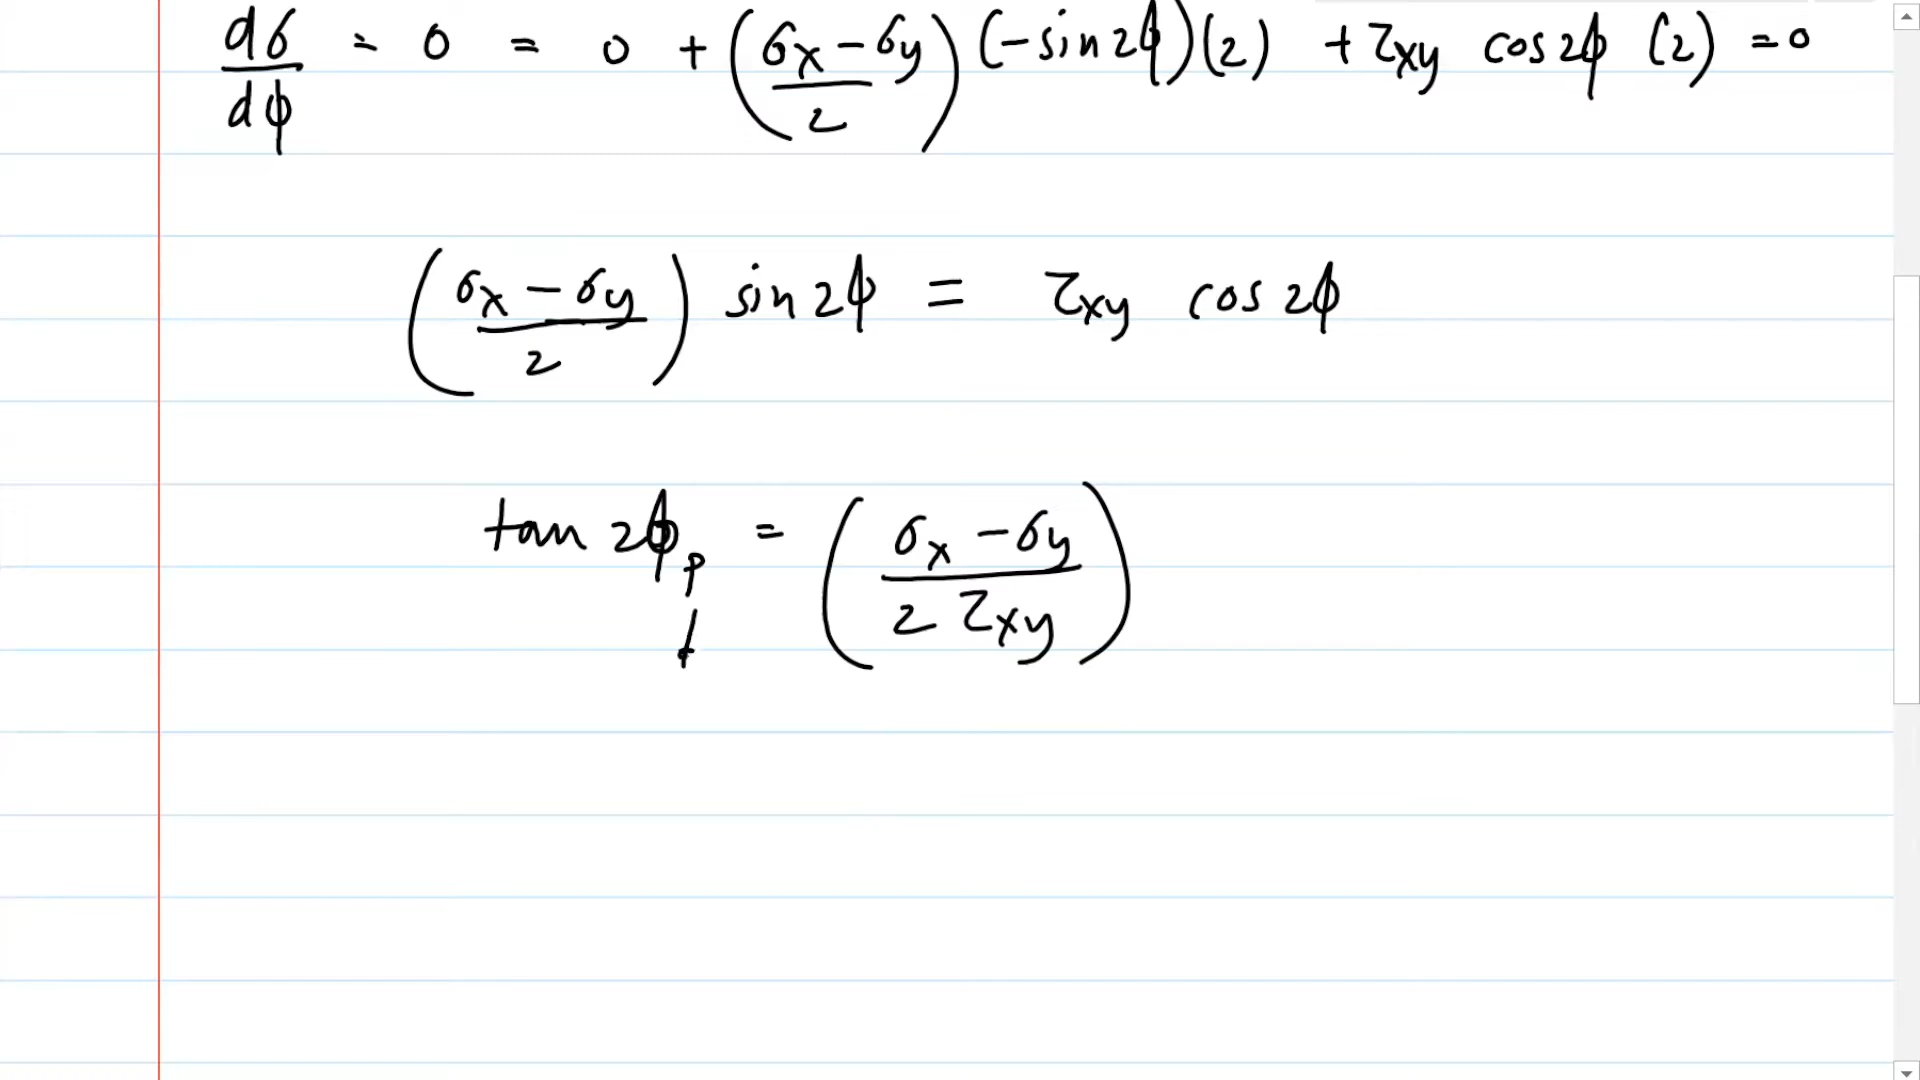 dσ/dϕ = 0 = 0 + ((σx - σy)/2) (-sin 2ϕ)(2) + τxy cos 2ϕ (2) = 0
((σx - σy)/2) sin 2ϕ = τxy cos 2ϕ
tan 2ϕp = ((σx - σy)/(2 τxy))